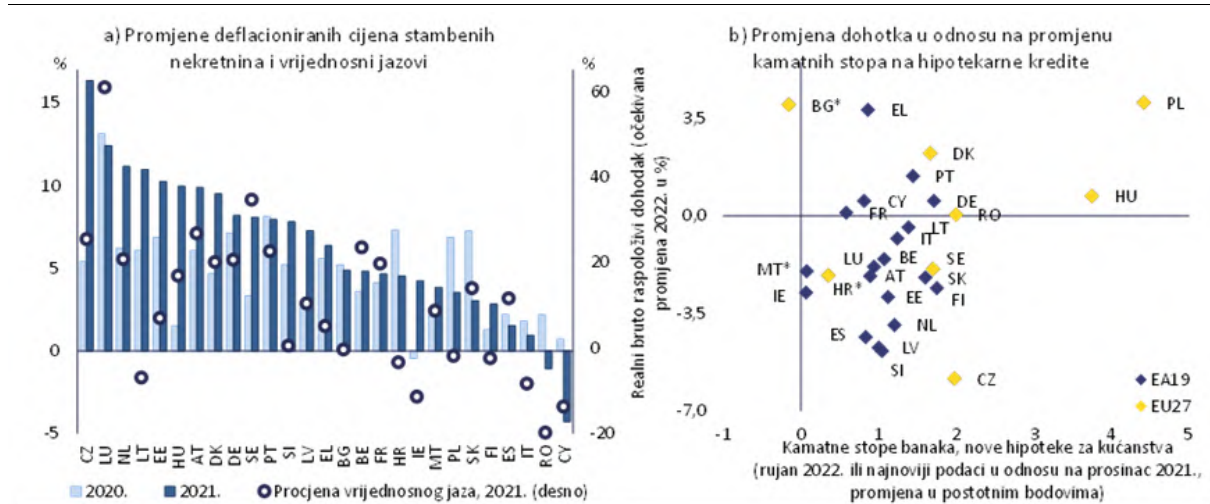 a) Promjene deflacioniranih cijena stambenih
nekretnina i vrijednosni jazovi
%
%
15
10
5
0
-5
60
40
20
0
-20
CZ LU NL LT EE HU AT DK DE SE PT SI LV EL BG BE FR HR IE MT PL SK FI ES IT RO CY
2020. 2021. Procjena vrijednosnog jaza, 2021. (desno)
b) Promjena dohotka u odnosu na promjenu
kamatnih stopa na hipotekarne kredite
Realni bruto raspoloživi dohodak (očekivana
promjena 2022. u %)
3,5
0,0
-3,5
-7,0
BG*
EL
PL
DK
PT
HU
CY
DE
FR
RO
LT
IT
BE
LU
SE
MT*
AT
SK
HR*
IE
EE
FI
NL
ES
LV
SI
CZ
EA19
EU27
-1 0 1 2 3 4 5
Kamatne stope banaka, nove hipoteke za kućanstva
(rujan 2022. ili najnoviji podaci u odnosu na prosinac 2021.,
promjena u postotnim bodovima)